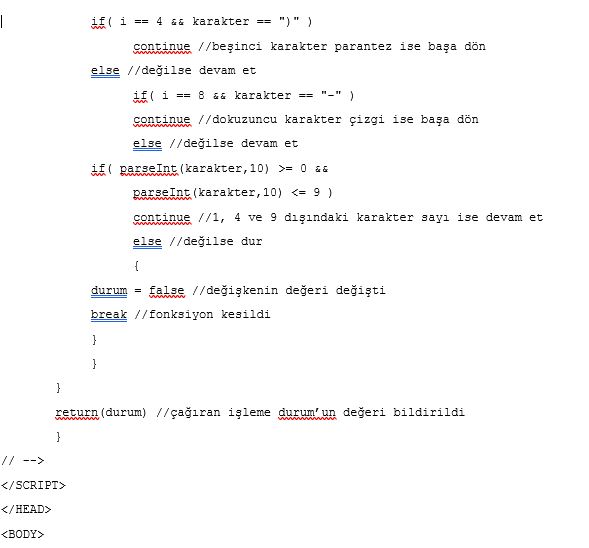 if( i == 4 && karakter == ")" )
continue //beşinci karakter parantez ise başa dön
else //değilse devam et
if( i == 8 && karakter == "-" )
continue //dokuzuncu karakter çizgi ise başa dön
else //değilse devam et
if( parseInt(karakter,10) >= 0 &&
parseInt(karakter,10) <= 9 )
continue //1, 4 ve 9 dışındaki karakter sayı ise devam et
else //değilse dur
{
durum = false //değişkenin değeri değişti
break //fonksiyon kesildi
}
}
}
return(durum) //çağıran işleme durum’un değeri bildirildi
}
// -->
</SCRIPT>
</HEAD>
<BODY>